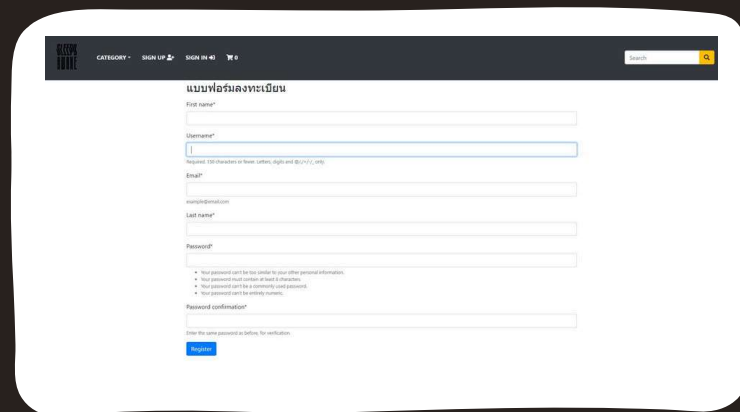 SLEEPS AWAKE
CATEGORY SIGN UP SIGN IN 0 Search
แบบฟอร์มลงทะเบียน
First name*
Username*
Required. 150 characters or fewer. Letters, digits and @/./+/-/_ only.
Email*
example@email.com
Last name*
Password*
Your password can't be too similar to your other personal information.
Your password must contain at least 8 characters.
Your password can't be a commonly used password.
Your password can't be entirely numeric.
Password confirmation*
Enter the same password as before, for verification.
Register